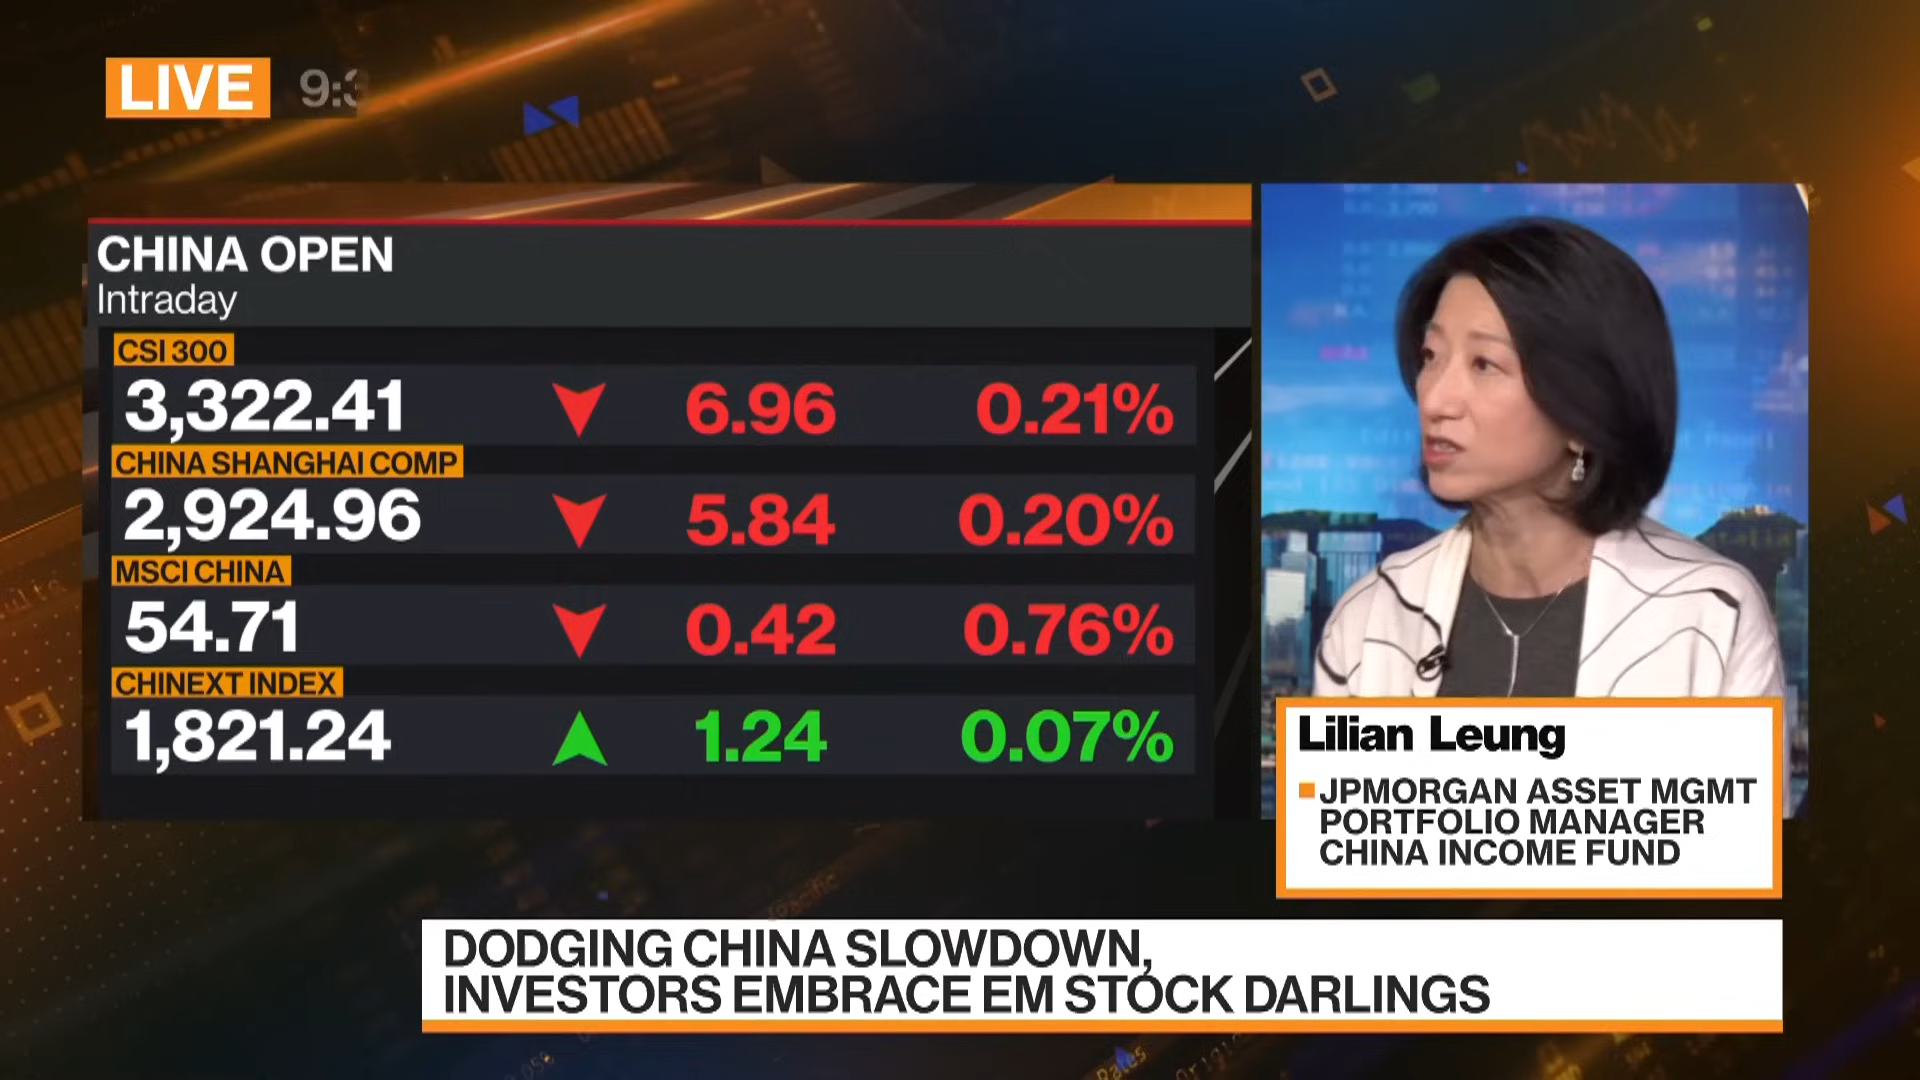 LIVE
CHINA OPEN
Intraday
CSI 300
3,322.41 6.96 0.21%
CHINA SHANGHAI COMP
2,924.96 5.84 0.20%
MSCI CHINA
54.71 0.42 0.76%
CHINEXT INDEX
1,821.24 1.24 0.07%
Lilian Leung
JPMORGAN ASSET MGMT
PORTFOLIO MANAGER
CHINA INCOME FUND
DODGING CHINA SLOWDOWN,
INVESTORS EMBRACE EM STOCK DARLINGS